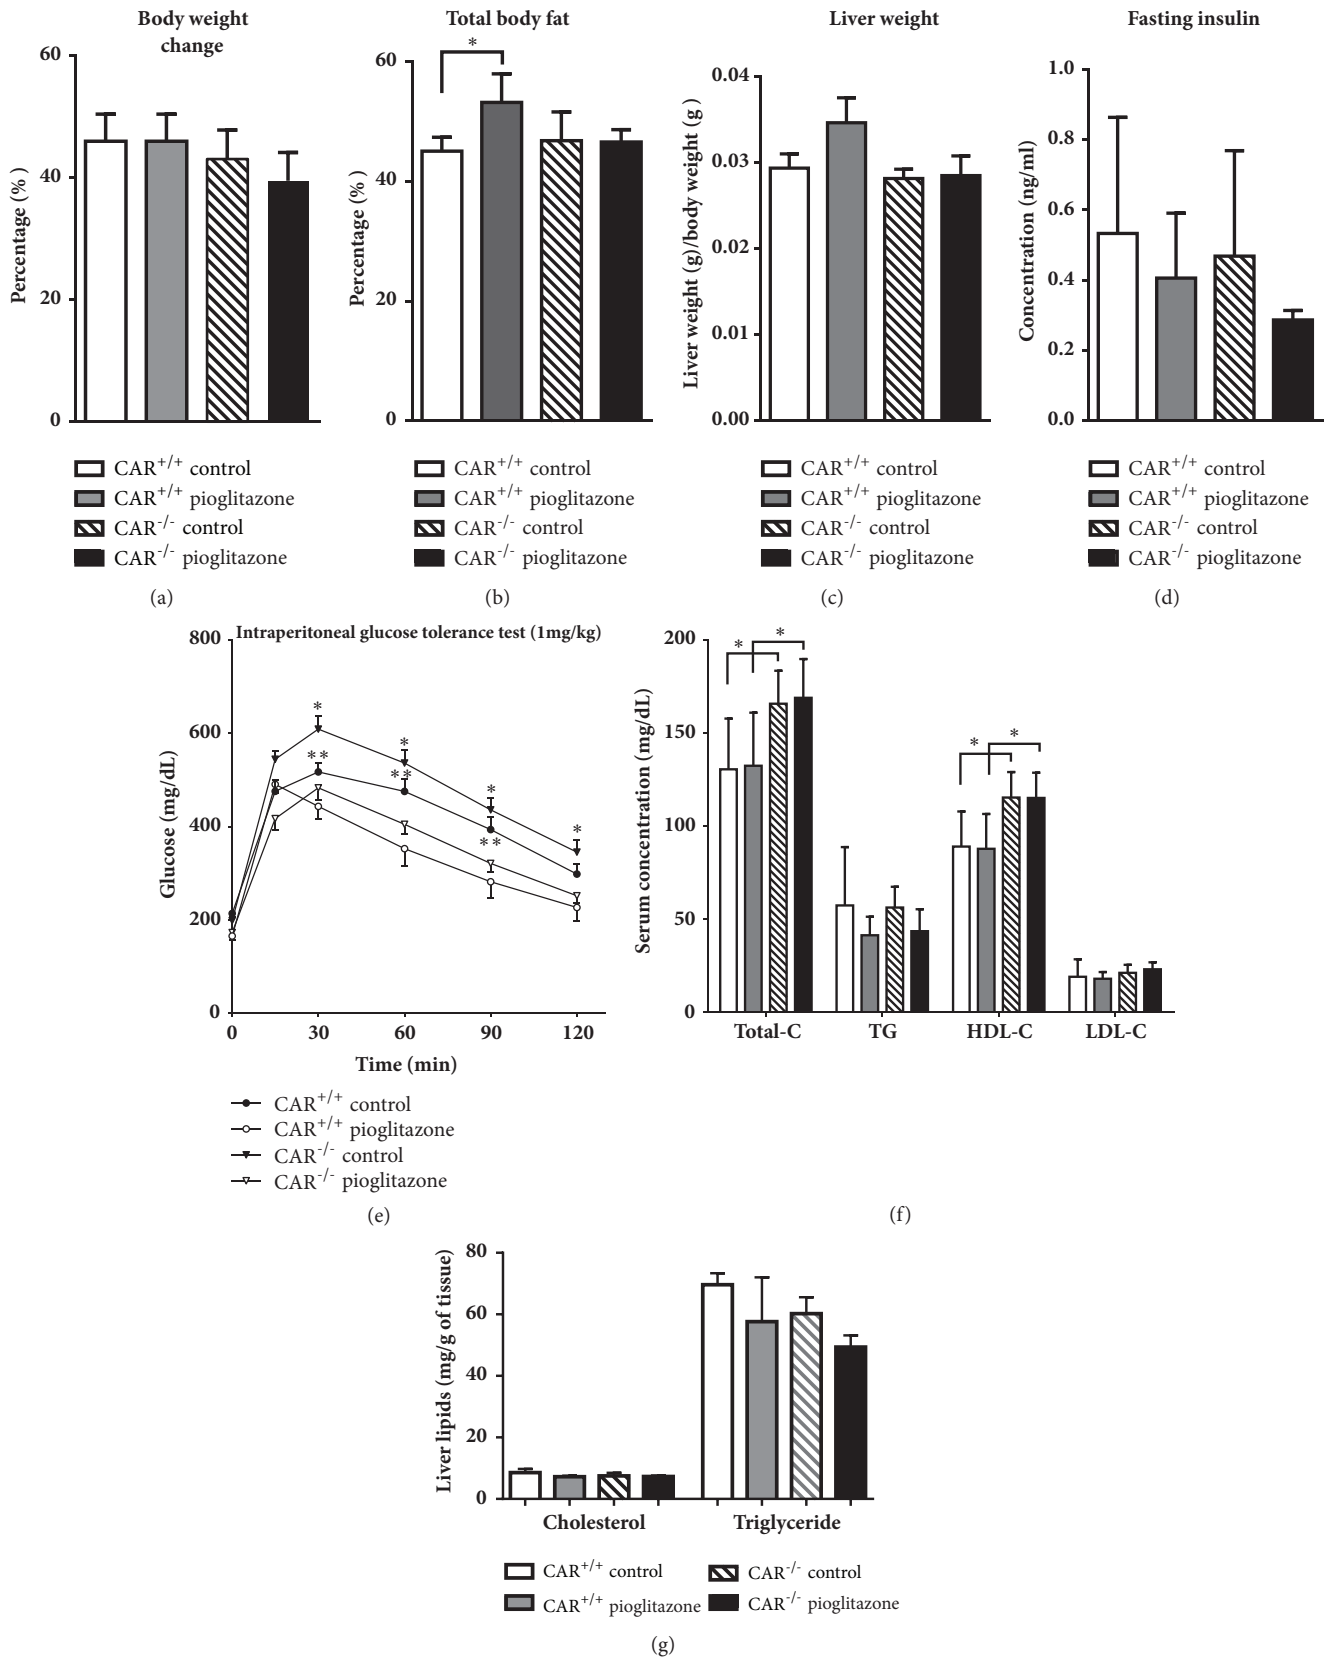 Body weight
change
Percentage (%)
60
40
20
0
CAR+/+ control
CAR+/+ pioglitazone
CAR-/- control
CAR-/- pioglitazone
(a)
Total body fat
*
Percentage (%)
60
40
20
0
CAR+/+ control
CAR+/+ pioglitazone
CAR-/- control
CAR-/- pioglitazone
(b)
Liver weight
Liver weight (g)/body weight (g)
0.04
0.03
0.02
0.01
0.00
CAR+/+ control
CAR+/+ pioglitazone
CAR-/- control
CAR-/- pioglitazone
(c)
Fasting insulin
Concentration (ng/ml)
1.0
0.8
0.6
0.4
0.2
0.0
CAR+/+ control
CAR+/+ pioglitazone
CAR-/- control
CAR-/- pioglitazone
(d)
Intraperitoneal glucose tolerance test (1mg/kg)
Glucose (mg/dL)
800
600
400
200
0
*
**
*
**
*
**
*
0 30 60 90 120
Time (min)
CAR+/+ control
CAR+/+ pioglitazone
CAR-/- control
CAR-/- pioglitazone
(e)
Serum concentration (mg/dL)
200
150
100
50
0
* *
* *
Total-C TG HDL-C LDL-C
(f)
Liver lipids (mg/g of tissue)
80
60
40
20
0
Cholesterol Triglyceride
CAR+/+ control CAR-/- control
CAR+/+ pioglitazone CAR-/- pioglitazone
(g)